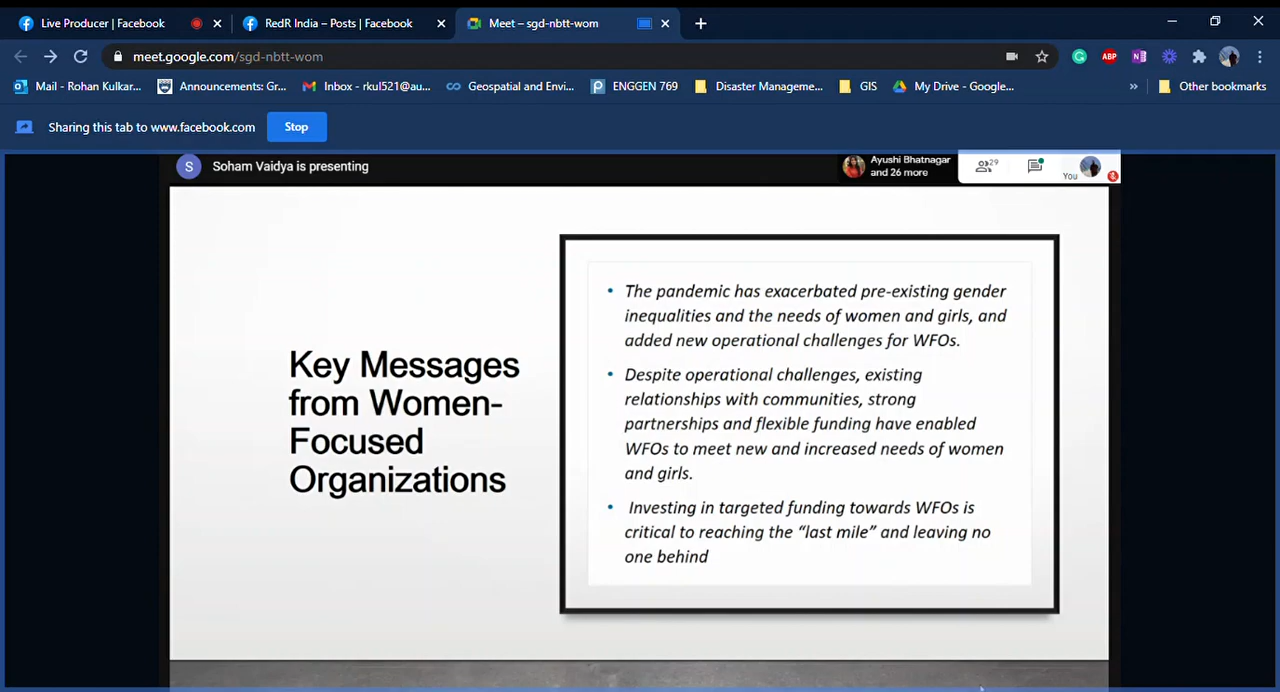 Live Producer | Facebook
RedR India – Posts | Facebook
Meet – sgd-nbtt-wom
meet.google.com/sgd-nbtt-wom
Mail - Rohan Kulkar...
Announcements: Gr...
Inbox - rkul521@au...
Geospatial and Envi...
ENGGEN 769
Disaster Manageme...
GIS
My Drive - Google...
Other bookmarks
Sharing this tab to www.facebook.com
Stop
S
Soham Vaidya is presenting
Ayushi Bhatnagar
and 26 more
29
You
Key Messages
from Women-
Focused
Organizations
• The pandemic has exacerbated pre-existing gender
inequalities and the needs of women and girls, and
added new operational challenges for WFOs.
• Despite operational challenges, existing
relationships with communities, strong
partnerships and flexible funding have enabled
WFOs to meet new and increased needs of women
and girls.
• Investing in targeted funding towards WFOs is
critical to reaching the “last mile” and leaving no
one behind